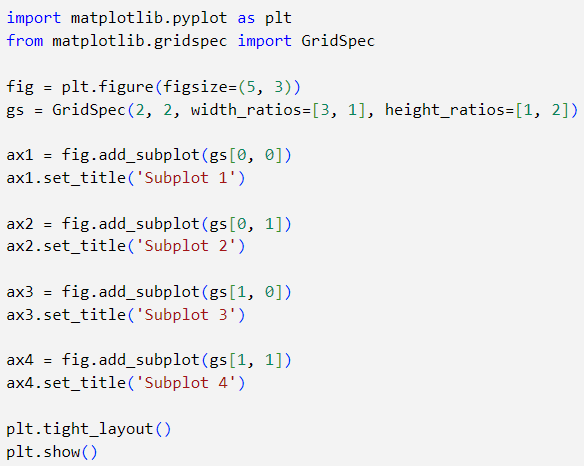 import matplotlib.pyplot as plt
from matplotlib.gridspec import GridSpec
fig = plt.figure(figsize=(5, 3))
gs = GridSpec(2, 2, width_ratios=[3, 1], height_ratios=[1, 2])
ax1 = fig.add_subplot(gs[0, 0])
ax1.set_title('Subplot 1')
ax2 = fig.add_subplot(gs[0, 1])
ax2.set_title('Subplot 2')
ax3 = fig.add_subplot(gs[1, 0])
ax3.set_title('Subplot 3')
ax4 = fig.add_subplot(gs[1, 1])
ax4.set_title('Subplot 4')
plt.tight_layout()
plt.show()